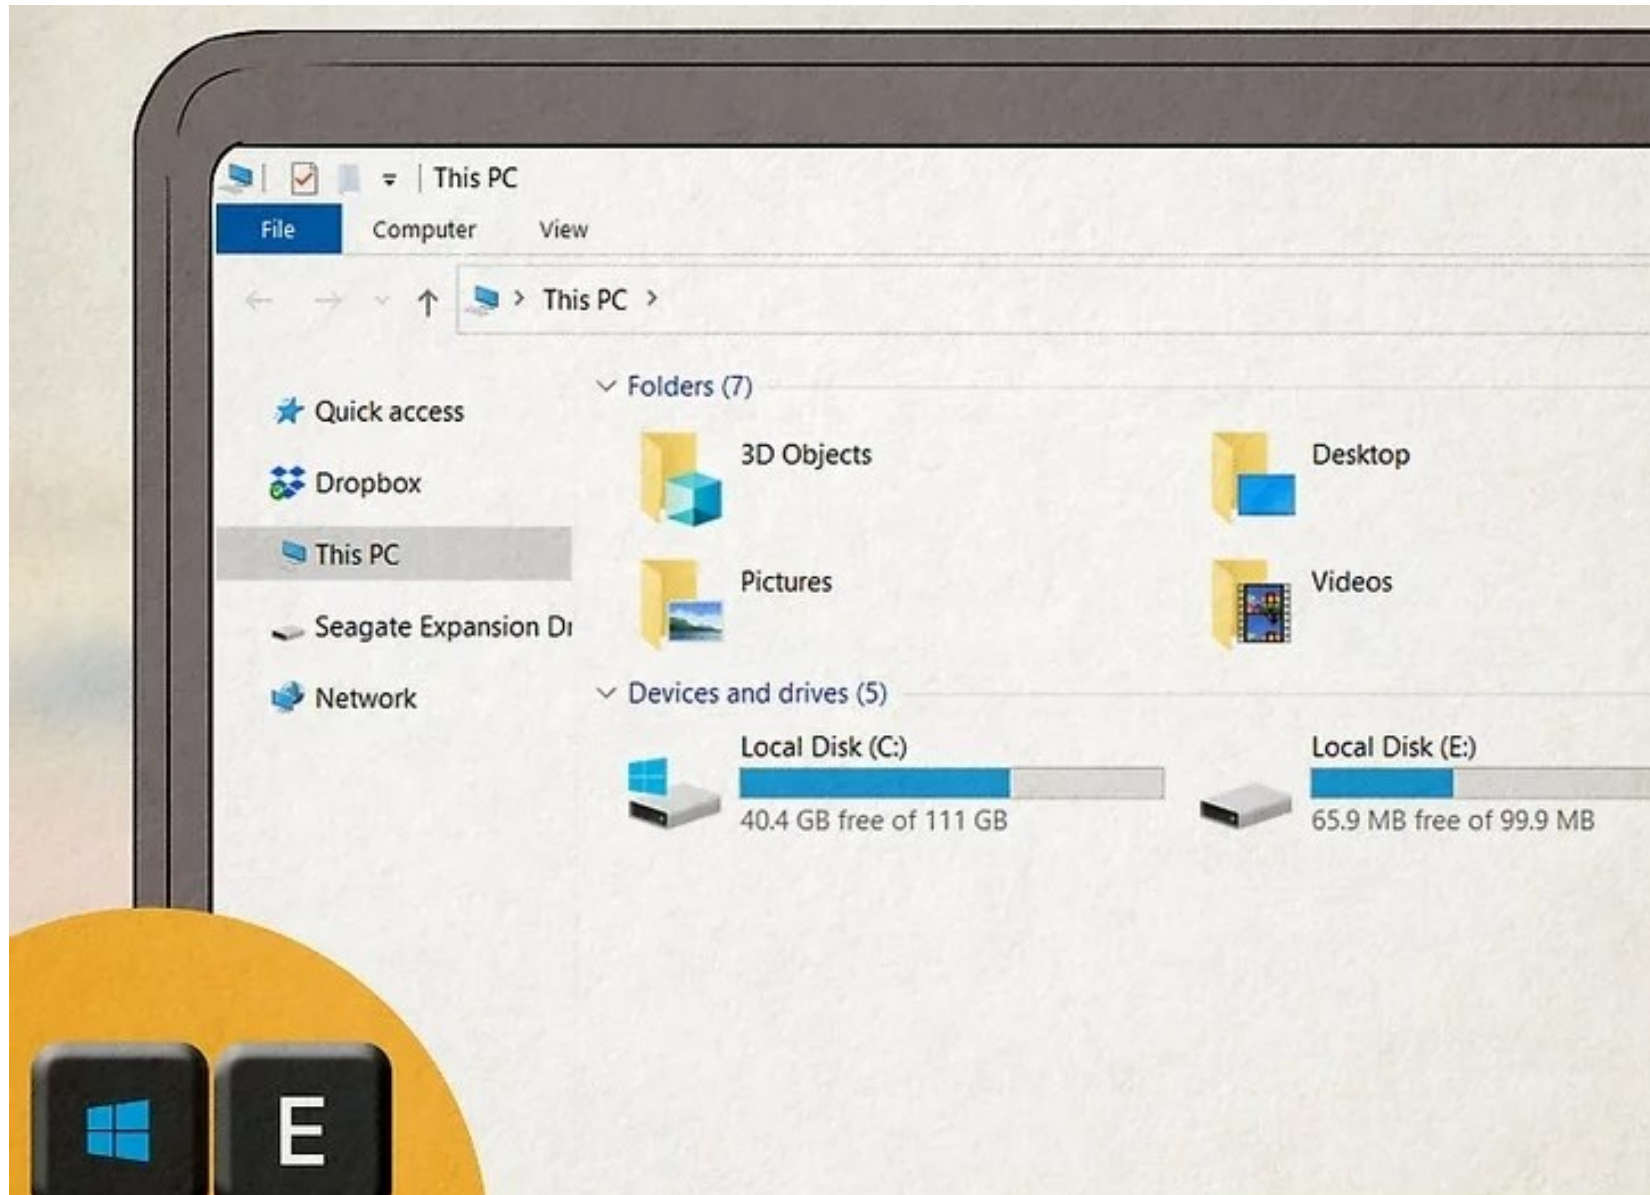 This PC
File Computer View
This PC
Quick access
Dropbox
This PC
Seagate Expansion
Network
Folders (7)
3D Objects Desktop
Pictures Videos
Devices and drives (5)
Local Disk (C:) Local Disk (E:)
40.4 GB free of 111 GB 65.9 MB free of 99.9 MB
E